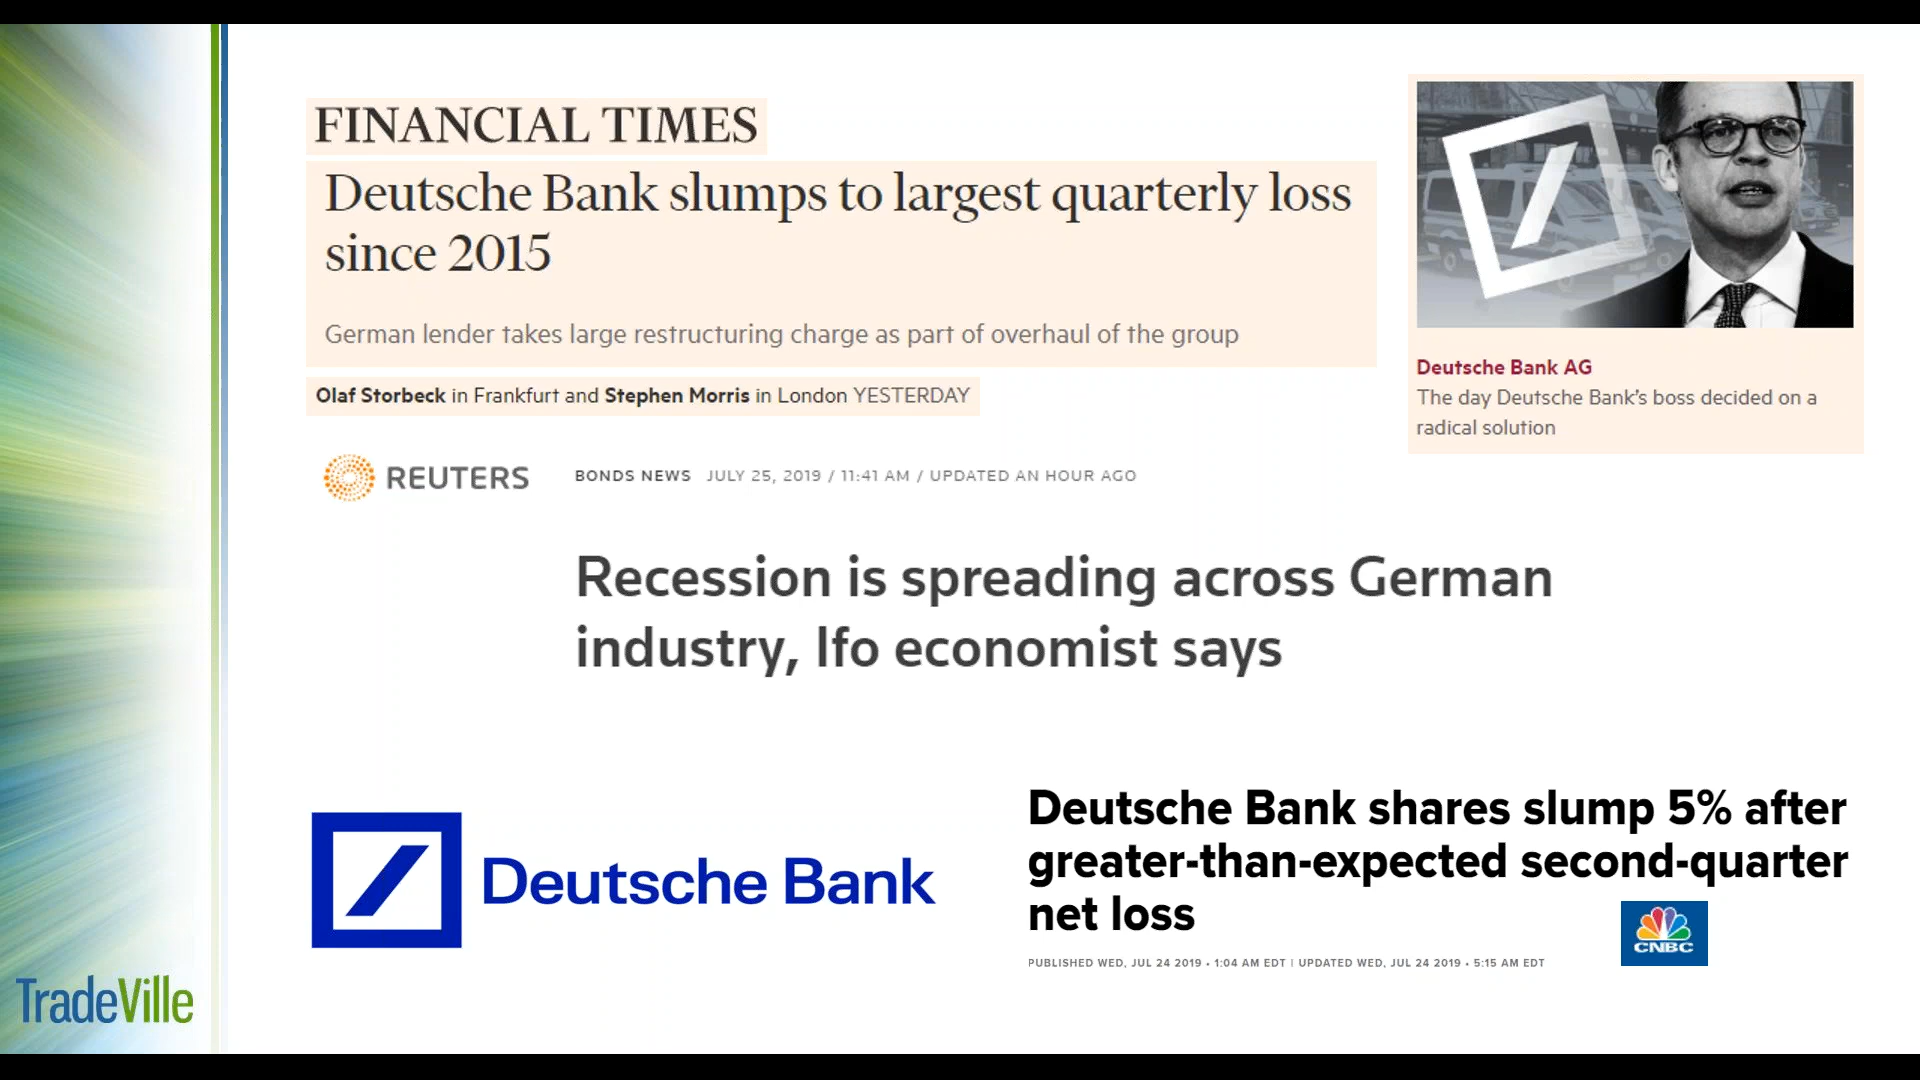 FINANCIAL TIMES
Deutsche Bank slumps to largest quarterly loss
since 2015
German lender takes large restructuring charge as part of overhaul of the group
Olaf Storbeck in Frankfurt and Stephen Morris in London YESTERDAY
Deutsche Bank AG
The day Deutsche Bank's boss decided on a
radical solution
REUTERS
BONDS NEWS JULY 25, 2019 / 11:41 AM / UPDATED AN HOUR AGO
Recession is spreading across German
industry, Ifo economist says
Deutsche Bank
Deutsche Bank shares slump 5% after
greater-than-expected second-quarter
net loss
CNBC
PUBLISHED WED, JUL 24 2019 • 1:04 AM EDT | UPDATED WED, JUL 24 2019 • 5:15 AM EDT
TradeVille